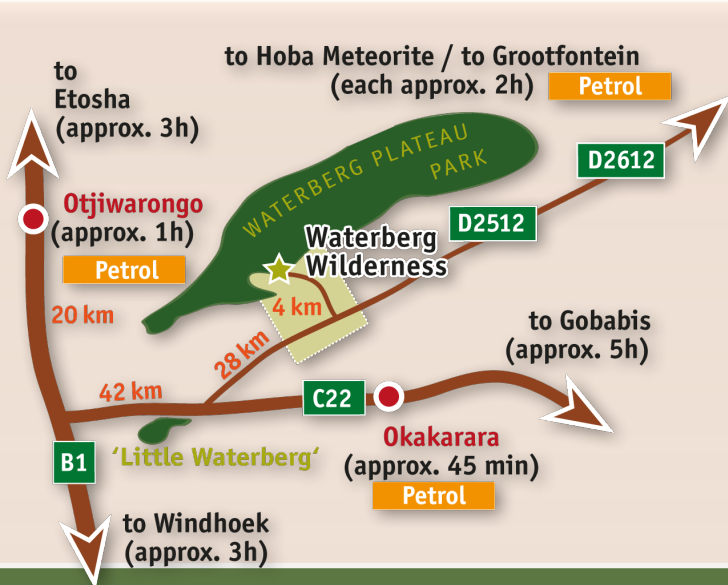 to Hoba Meteorite / to Grootfontein
(each approx. 2h)
Petrol
to
Etosha
(approx. 3h)
WATERBERG PLATEAU
PARK
D2612
Otjiwarongo
(approx. 1h)
Petrol
D2512
Waterberg
Wilderness
20 km
4 km
28 km
to Gobabis
(approx. 5h)
42 km
C22
Okakarara
(approx. 45 min)
Petrol
B1
'Little Waterberg'
to Windhoek
(approx. 3h)